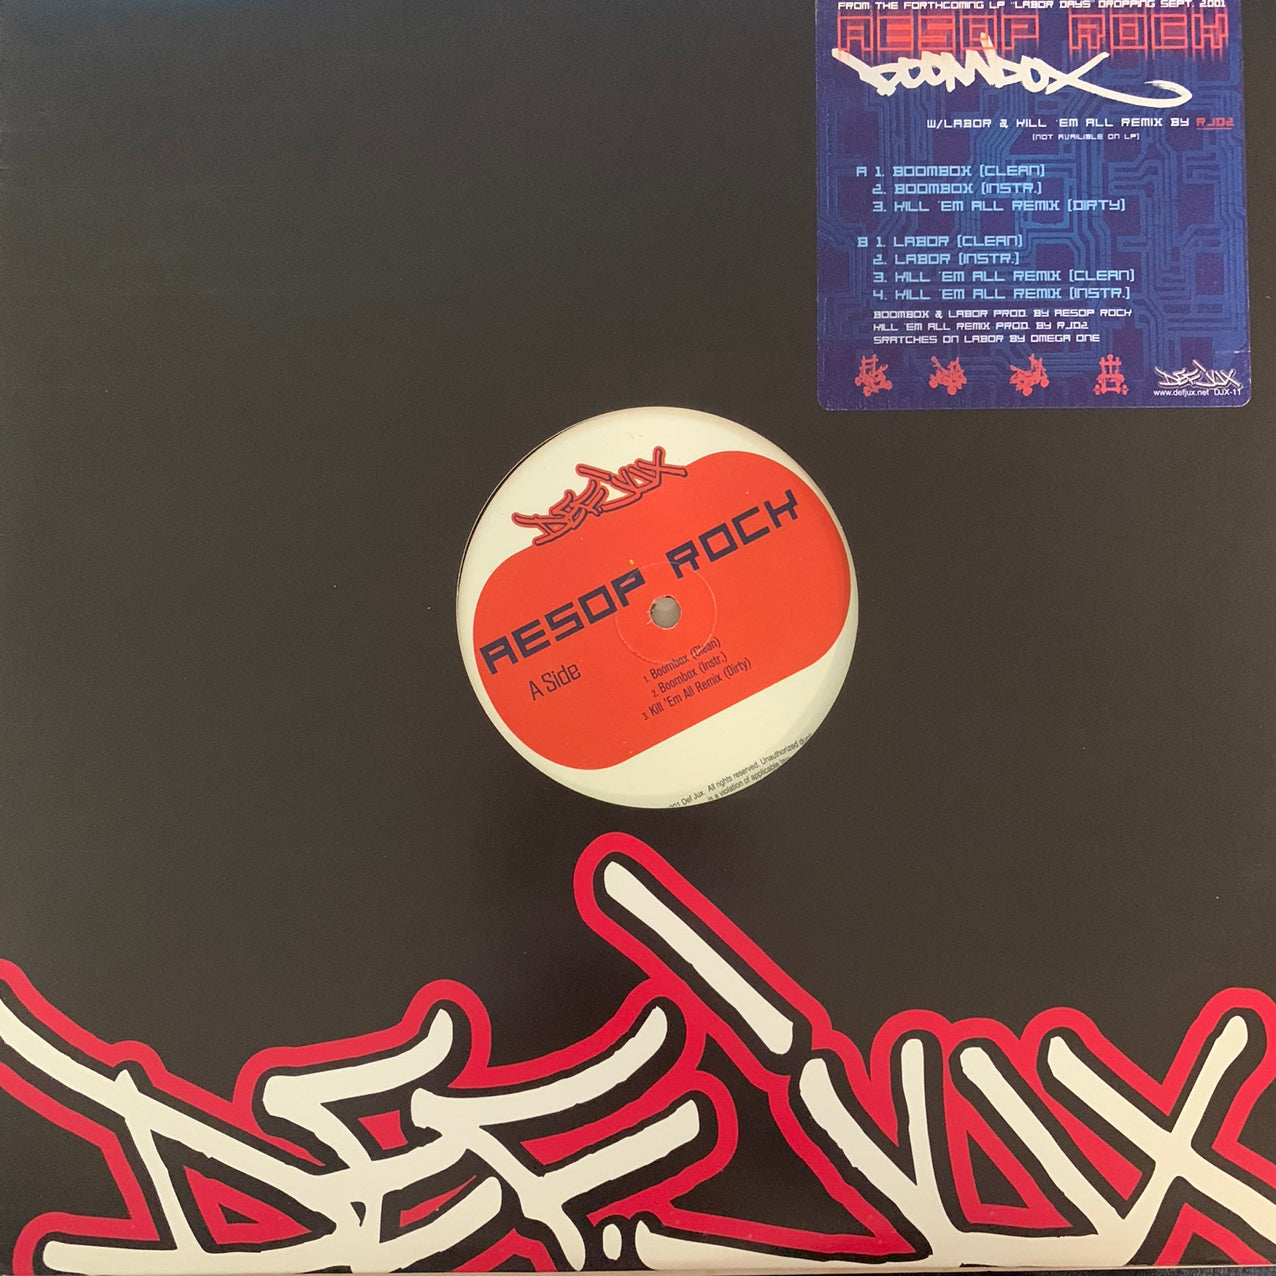 FROM THE FORTHCOMING LP "LABOR DAYS" DROPPING SEPT. 2001
AESOP ROCK
BOOMBOX
W/LABOR & KILL 'EM ALL REMIX BY RJD2
(NOT AVAILIBLE ON LP)
A 1. BOOMBOX (CLEAN)
2. BOOMBOX (INSTR.)
3. KILL 'EM ALL REMIX (DIRTY)
B 1. LABOR (CLEAN)
2. LABOR (INSTR.)
3. KILL 'EM ALL REMIX (CLEAN)
4. KILL 'EM ALL REMIX (INSTR.)
BOOMBOX & LABOR PROD. BY AESOP ROCK
KILL 'EM ALL REMIX PROD. BY RJD2
SRATCHES ON LABOR BY OMEGA ONE
DEF JUX
www.defjux.net DJX-11
DEF JUX
AESOP ROCK
A Side
1. Boombox (Clean)
2. Boombox (Instr.)
3. Kill 'Em All Remix (Dirty)
001 Def Jux. All rights reserved. Unauthorized
is a violation of applicable
DEF JUX